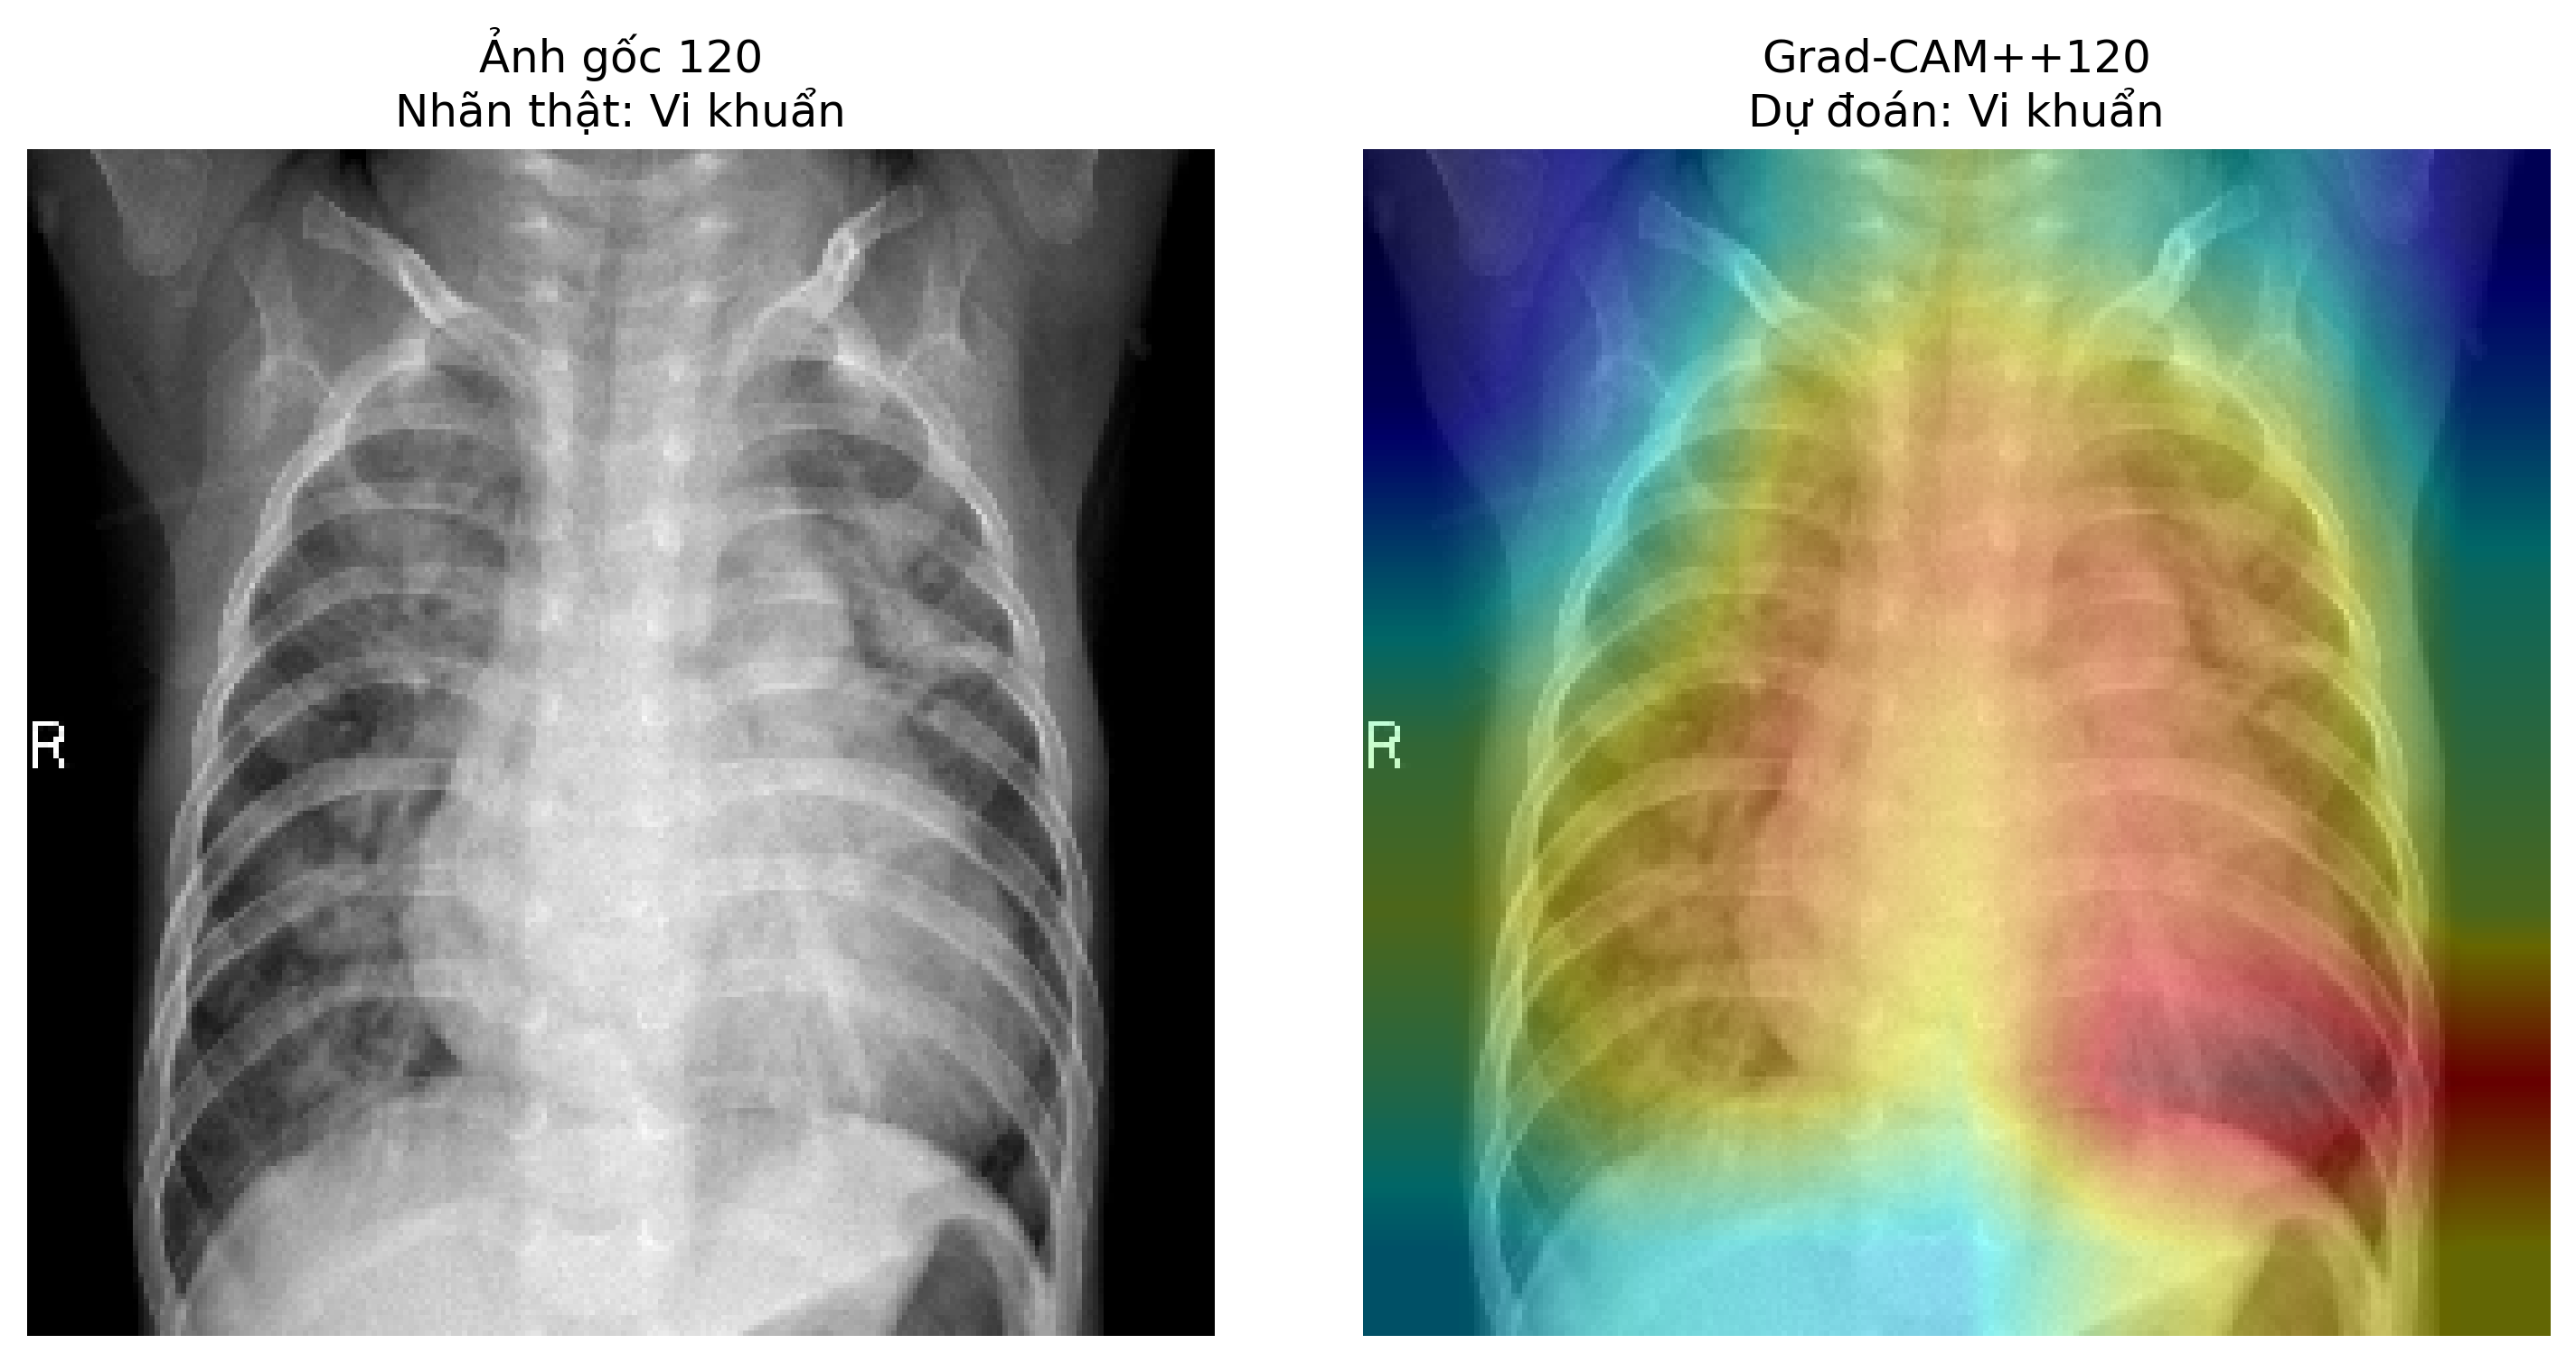 Ảnh gốc 120
Nhãn thật: Vi khuẩn
Grad-CAM++120
Dự đoán: Vi khuẩn
R
R